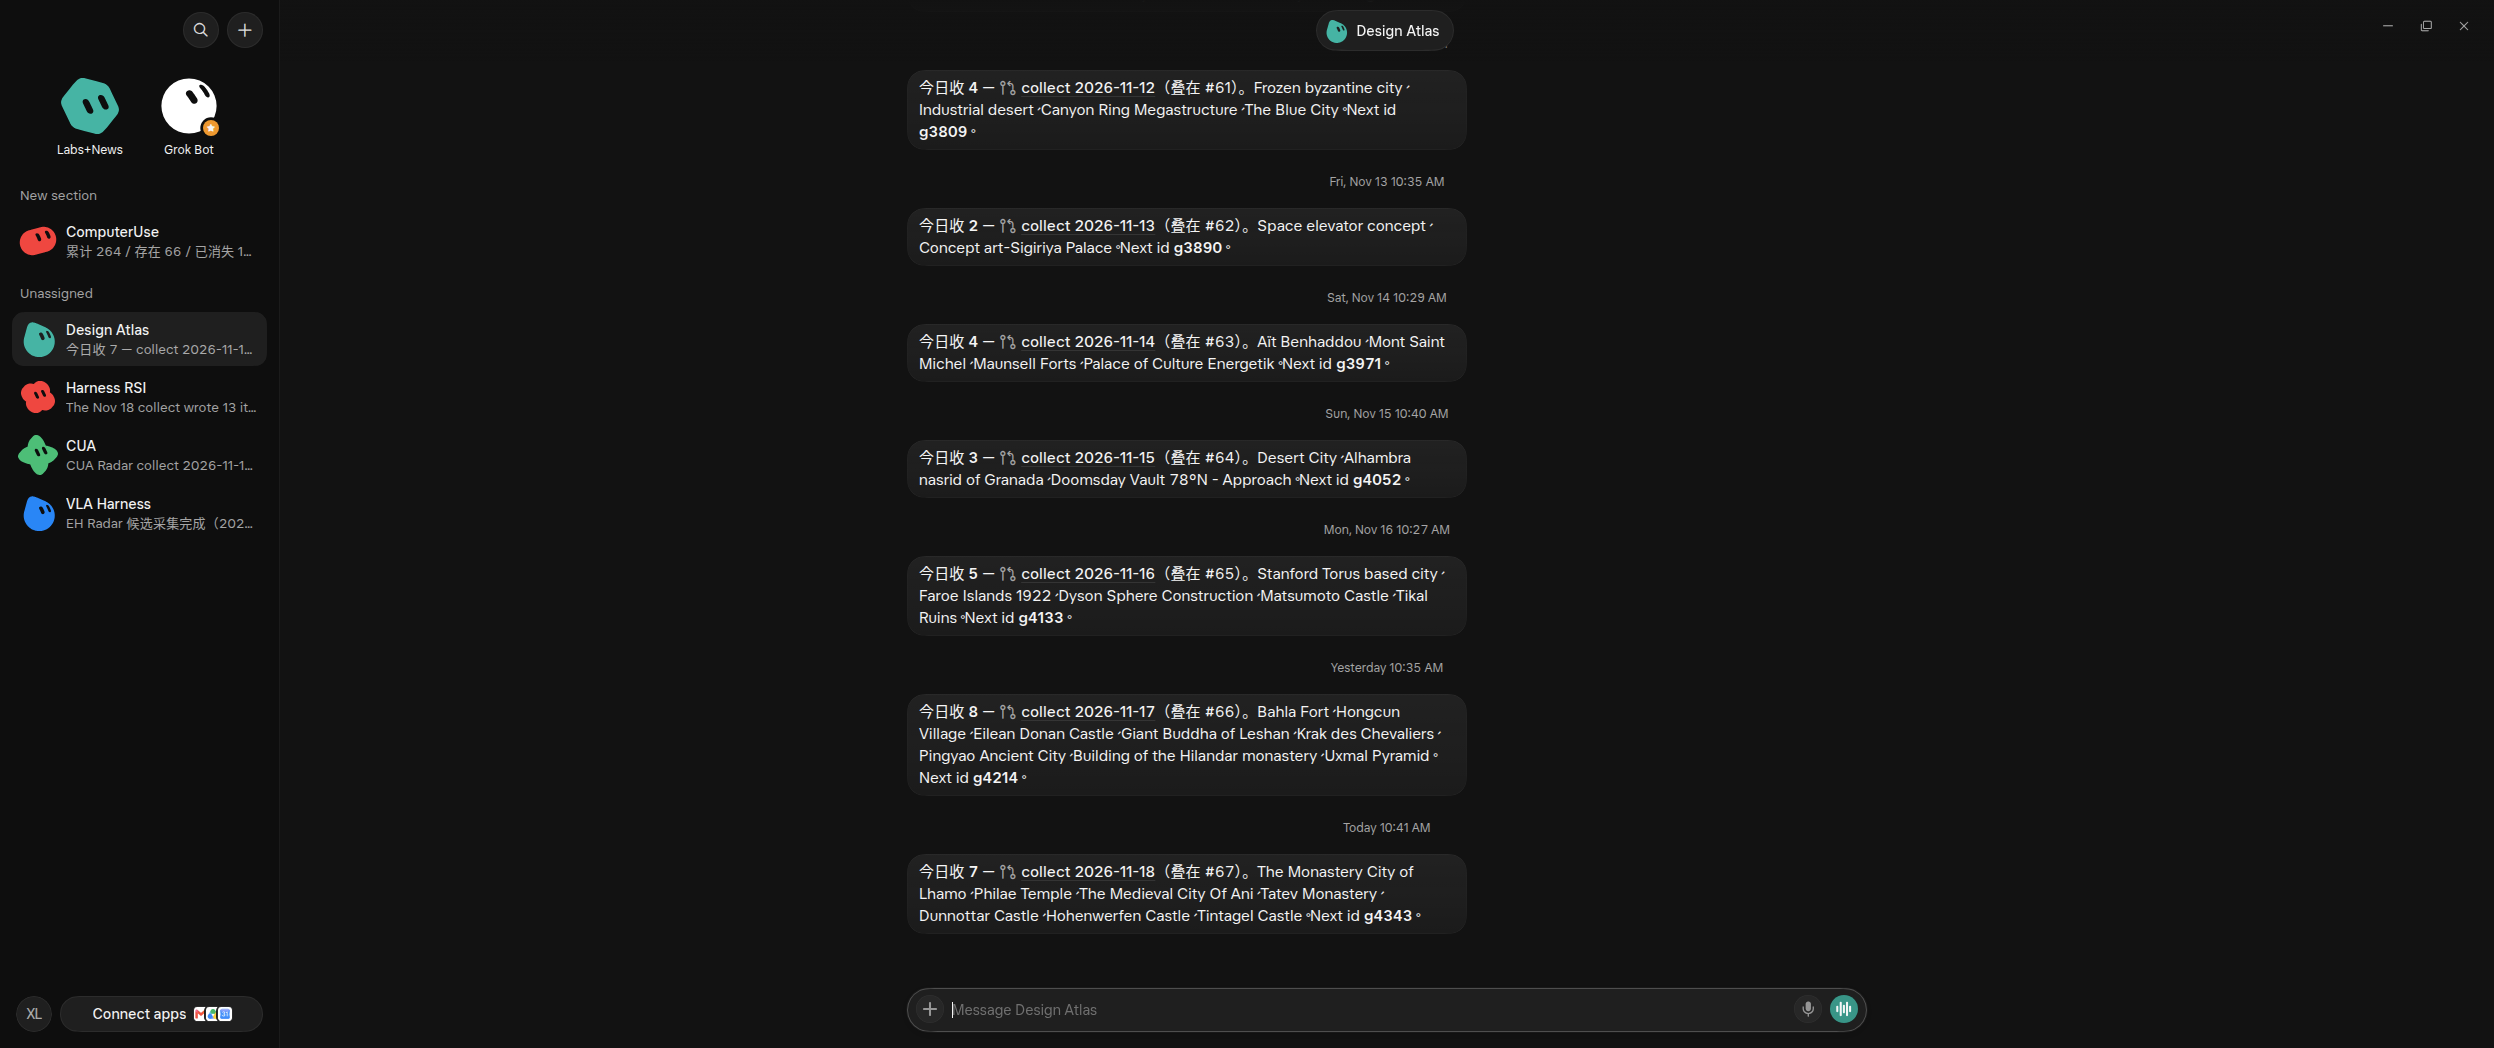 Labs+News
Grok Bot
New section
ComputerUse
累计 264 / 存在 66 / 已消失 1...
Unassigned
Design Atlas
今日收 7 — collect 2026-11-1...
Harness RSI
The Nov 18 collect wrote 13 it...
CUA
CUA Radar collect 2026-11-1...
VLA Harness
EH Radar 候选采集完成（202...
XL
Connect apps
Design Atlas
今日收 4 — collect 2026-11-12（叠在 #61）。Frozen byzantine city、
Industrial desert、Canyon Ring Megastructure、The Blue City。Next id
g3809。
Fri, Nov 13 10:35 AM
今日收 2 — collect 2026-11-13（叠在 #62）。Space elevator concept、
Concept art-Sigiriya Palace。Next id g3890。
Sat, Nov 14 10:29 AM
今日收 4 — collect 2026-11-14（叠在 #63）。Aït Benhaddou、Mont Saint
Michel、Maunsell Forts、Palace of Culture Energetik。Next id g3971。
Sun, Nov 15 10:40 AM
今日收 3 — collect 2026-11-15（叠在 #64）。Desert City、Alhambra
nasrid of Granada、Doomsday Vault 78°N - Approach。Next id g4052。
Mon, Nov 16 10:27 AM
今日收 5 — collect 2026-11-16（叠在 #65）。Stanford Torus based city、
Faroe Islands 1922、Dyson Sphere Construction、Matsumoto Castle、Tikal
Ruins。Next id g4133。
Yesterday 10:35 AM
今日收 8 — collect 2026-11-17（叠在 #66）。Bahla Fort、Hongcun
Village、Eilean Donan Castle、Giant Buddha of Leshan、Krak des Chevaliers、
Pingyao Ancient City、Building of the Hilandar monastery、Uxmal Pyramid。
Next id g4214。
Today 10:41 AM
今日收 7 — collect 2026-11-18（叠在 #67）。The Monastery City of
Lhamo、Philae Temple、The Medieval City Of Ani、Tatev Monastery、
Dunnottar Castle、Hohenwerfen Castle、Tintagel Castle。Next id g4343。
Message Design Atlas